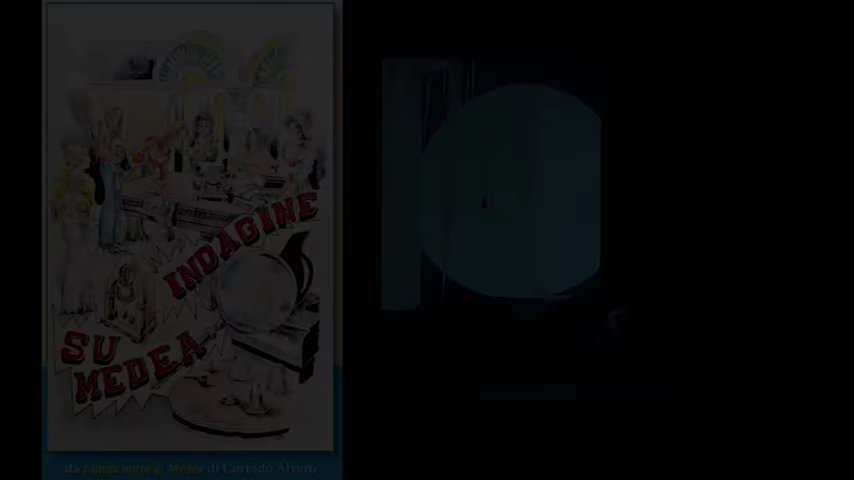 INDAGINE
SU
MEDEA
da Lunga notte di Medea di Corrado Alvaro